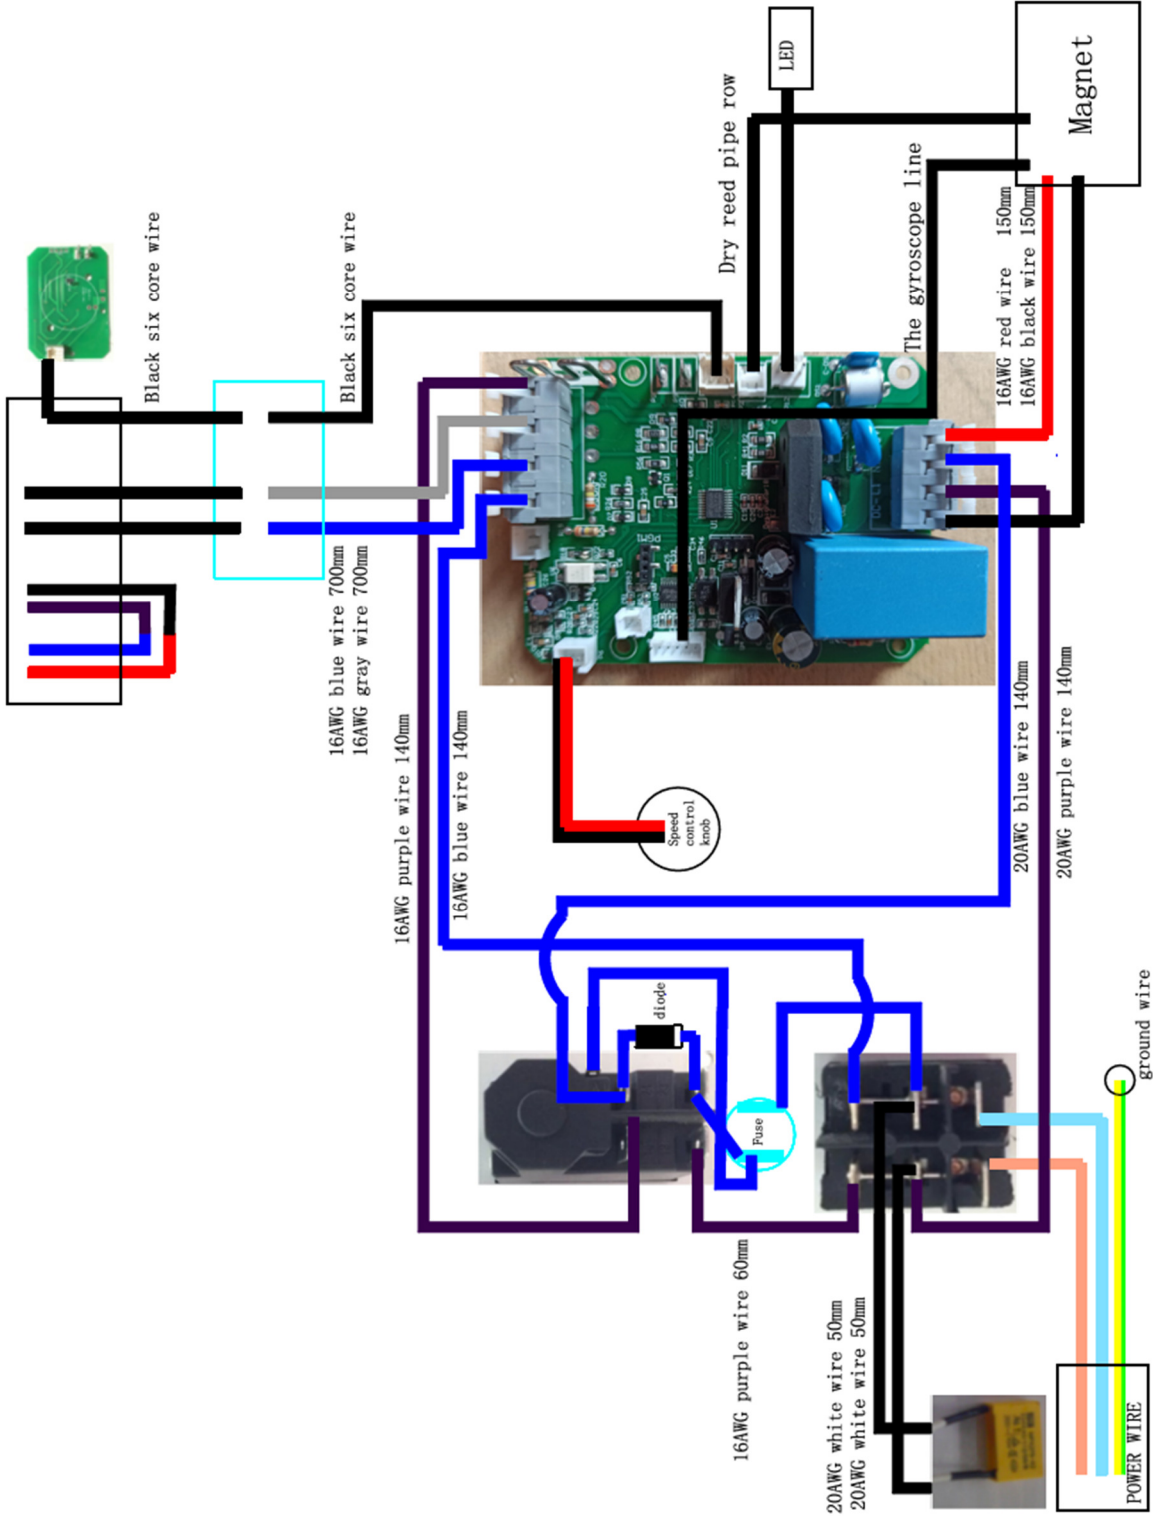 LED
Magnet
Dry reed pipe row
The gyroscope line
16AWG red wire 150mm
16AWG black wire 150mm
Black six core wire
Black six core wire
16AWG blue wire 700mm
16AWG gray wire 700mm
PGM1
U1
16AWG purple wire 140mm
16AWG blue wire 140mm
Speed
control
knob
20AWG blue wire 140mm
20AWG purple wire 140mm
diode
Fuse
ground wire
16AWG purple wire 60mm
20AWG white wire 50mm
20AWG white wire 50mm
POWER WIRE